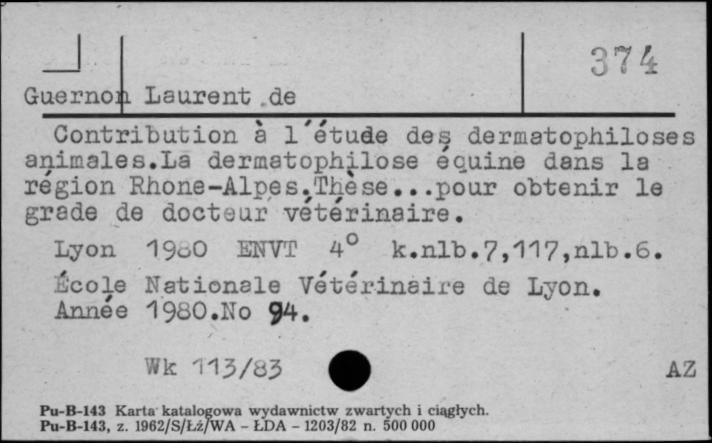 374
Guernon Laurent de
Contribution à l'étude des dermatophiloses
animales.La dermatophilose équine dans la
région Rhone-Alpes.Thèse...pour obtenir le
grade de docteur vétérinaire.
Lyon 1980 ENVT 4° k.nlb.7,117,nlb.6.
École Nationale Vétérinaire de Lyon.
Année 1980.No 94.
Wk 113/83 AZ
Pu-B-143 Karta katalogowa wydawnictw zwartych i ciągłych.
Pu-B-143, z. 1962/S/Łż/WA - ŁDA - 1203/82 n. 500 000